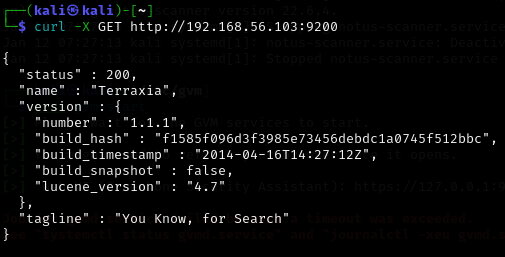 ┌──(kali㉿kali)-[~]
└─$ curl -X GET http://192.168.56.103:9200
{
  "status" : 200,
  "name" : "Terraxia",
  "version" : {
    "number" : "1.1.1",
    "build_hash" : "f1585f096d3f3985e73456debdc1a0745f512bbc",
    "build_timestamp" : "2014-04-16T14:27:12Z",
    "build_snapshot" : false,
    "lucene_version" : "4.7"
  },
  "tagline" : "You Know, for Search"
}